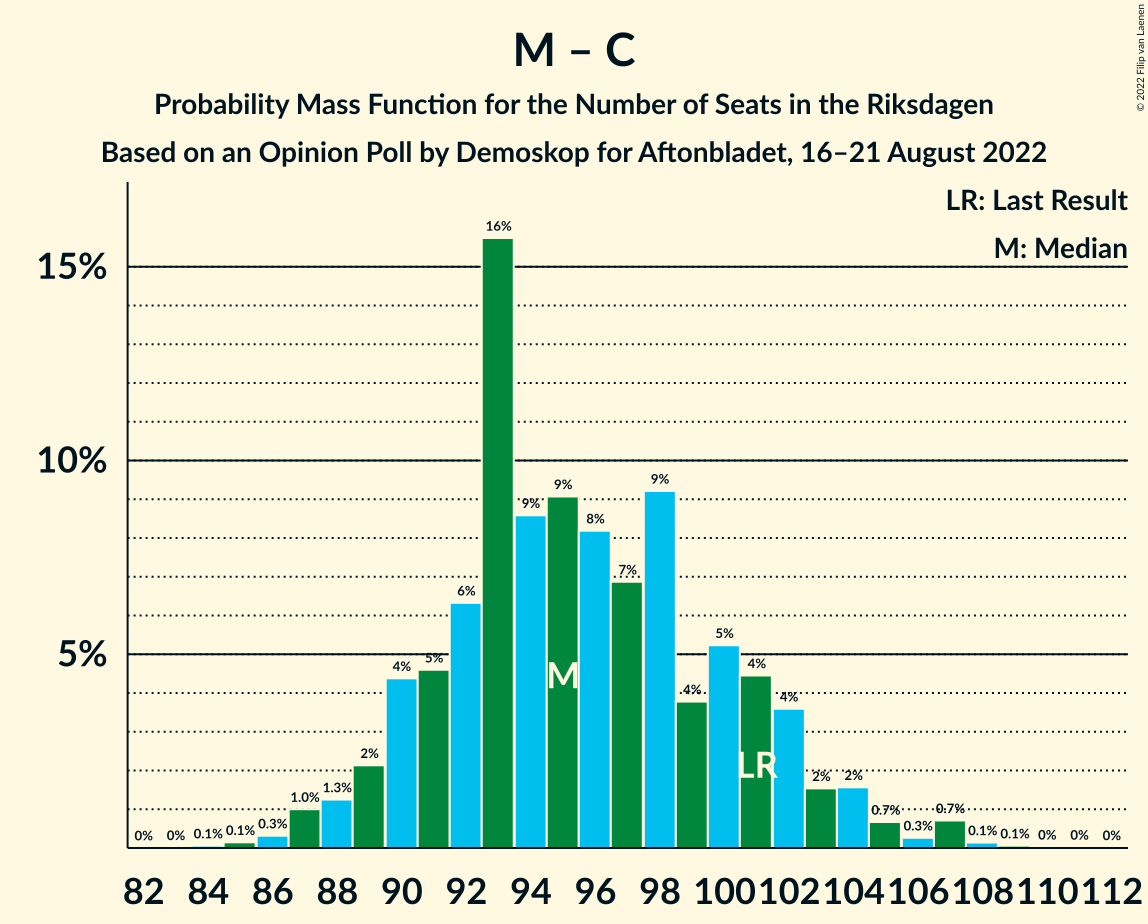 M – C
Probability Mass Function for the Number of Seats in the Riksdagen
Based on an Opinion Poll by Demoskop for Aftonbladet, 16–21 August 2022
© 2022 Filip van Laenen
LR: Last Result
M: Median
15%
10%
5%
0% 0% 0.1% 0.1% 0.3% 1.0% 1.3% 2% 4% 5% 6% 16% 9% 9% 8% 7% 9% 4% 5% 4% 4% 2% 2% 0.7% 0.3% 0.7% 0.1% 0.1% 0% 0% 0%
M
LR
82 84 86 88 90 92 94 96 98 100 102 104 106 108 110 112